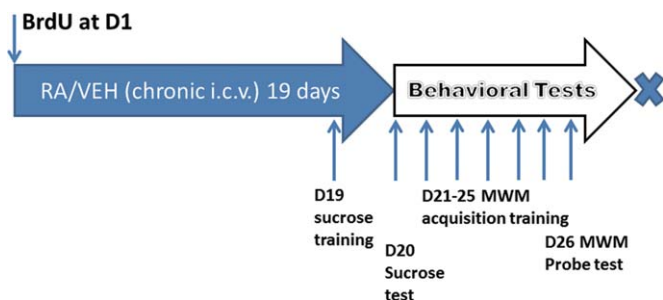 BrdU at D1
RA/VEH (chronic i.c.v.) 19 days
Behavioral Tests
D19
sucrose
training
D20
Sucrose
test
D21-25 MWM
acquisition training
D26 MWM
Probe test